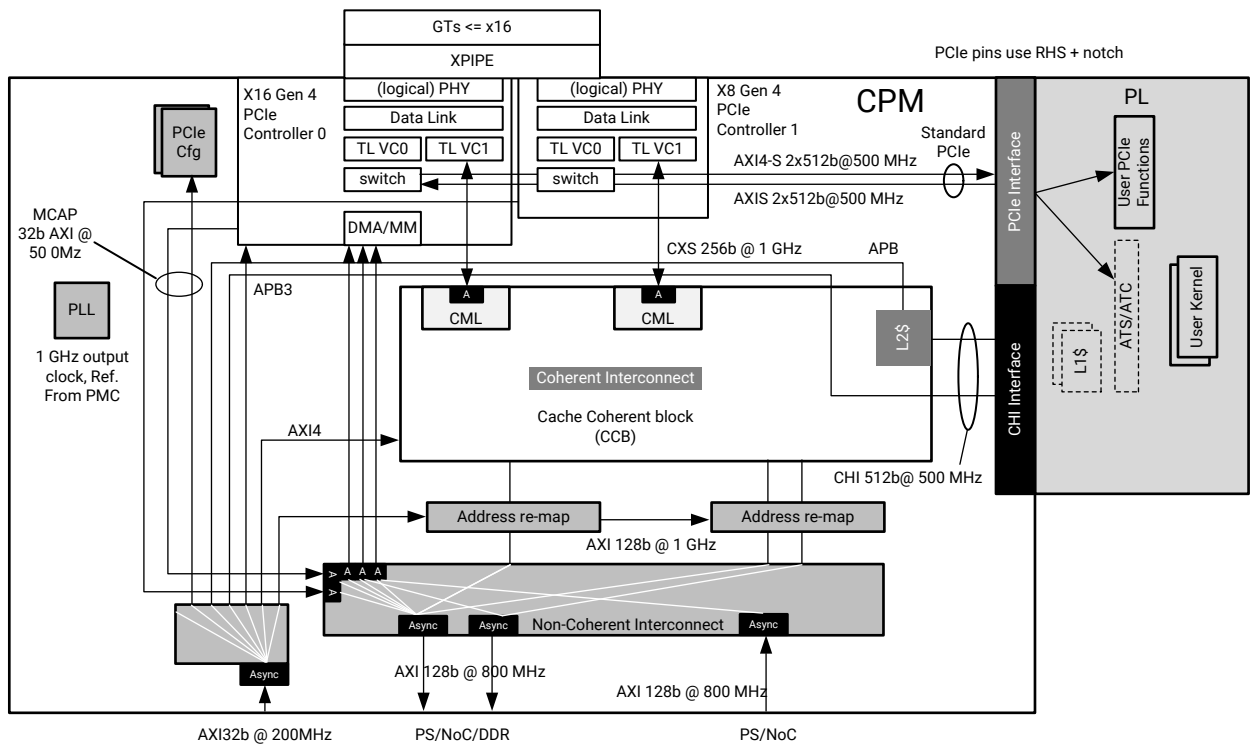 GTs <= x16
XPIPE
PCIe pins use RHS + notch
X16 Gen 4
PCIe
Controller 0
(logical) PHY
Data Link
TL VC0
TL VC1
switch
DMA/MM
(logical) PHY
Data Link
TL VC0
TL VC1
switch
X8 Gen 4
PCIe
Controller 1
CPM
Standard
PCIe
AXI4-S 2x512b@500 MHz
AXIS 2x512b@500 MHz
PCIe Interface
PL
User PCIe
Functions
PCIe
Cfg
MCAP
32b AXI @
50 0Mz
CXS 256b @ 1 GHz
APB
APB3
PLL
1 GHz output
clock, Ref.
From PMC
A
CML
A
CML
L2$
CHI Interface
L1$
ATS/ATC
User Kernel
Coherent Interconnect
Cache Coherent block
(CCB)
AXI4
CHI 512b@ 500 MHz
Address re-map
Address re-map
AXI 128b @ 1 GHz
A
A
A
A
A
Async
Async
Non-Coherent Interconnect
Async
Async
AXI 128b @ 800 MHz
AXI 128b @ 800 MHz
AXI32b @ 200MHz
PS/NoC/DDR
PS/NoC